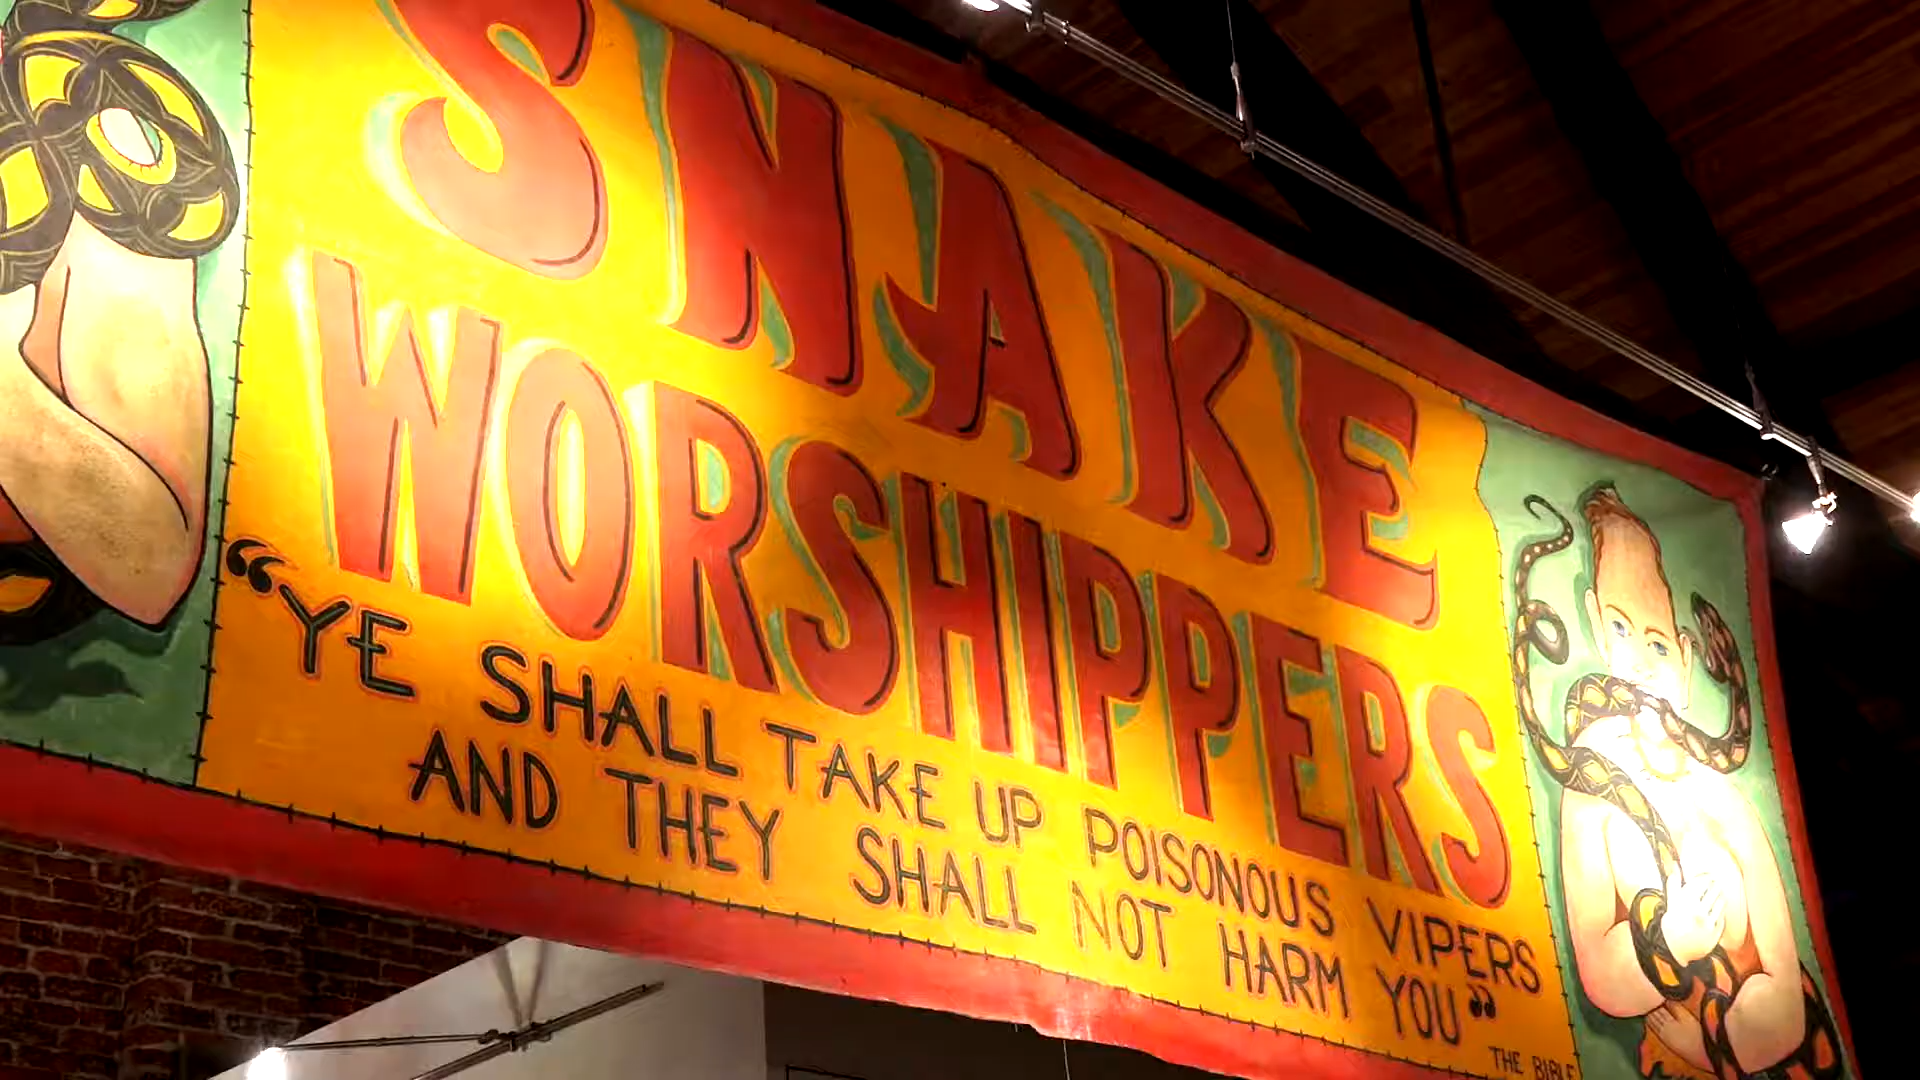 SNAKE
WORSHIPPERS
“YE SHALL TAKE UP POISONOUS VIPERS
AND THEY SHALL NOT HARM YOU”
THE BIBLE